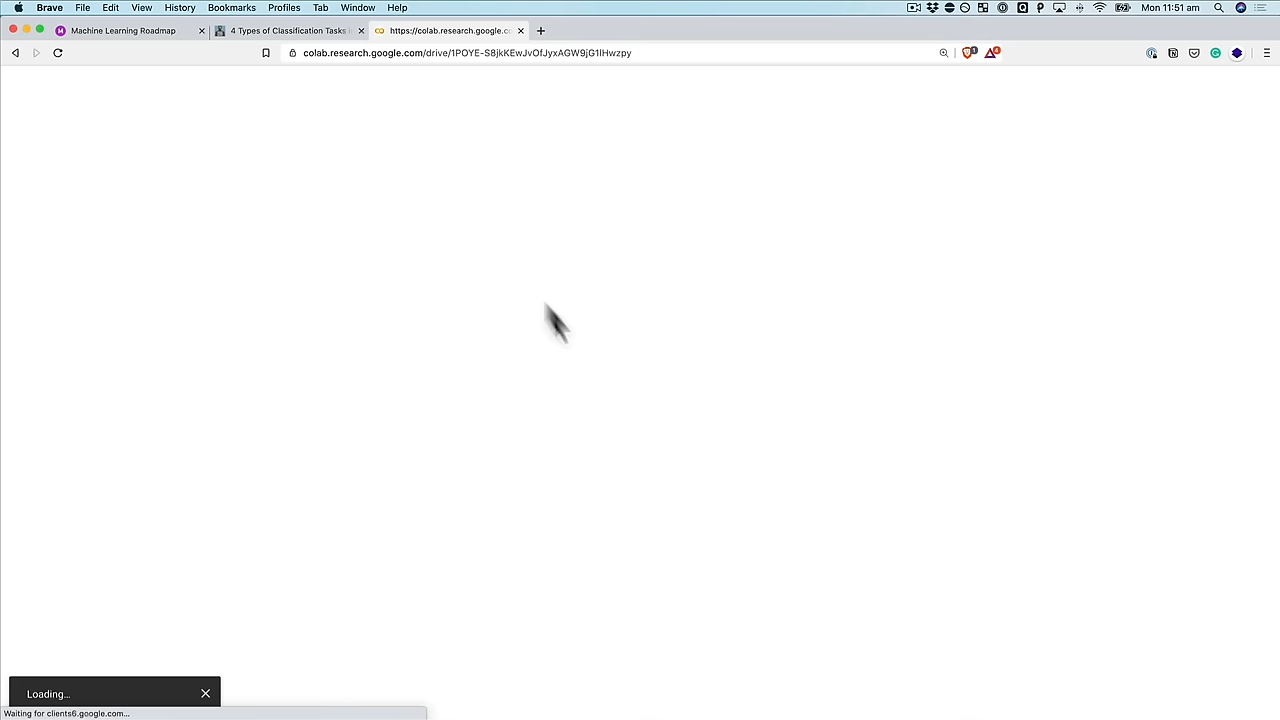 Brave File Edit View History Bookmarks Profiles Tab Window Help Mon 11:51 am
Machine Learning Roadmap 4 Types of Classification Tasks i https://colab.research.google.co
colab.research.google.com/drive/1POYE-S8jkKEwJvOfJyxAGW9jG1IHwzpy
Loading...
Waiting for clients6.google.com...